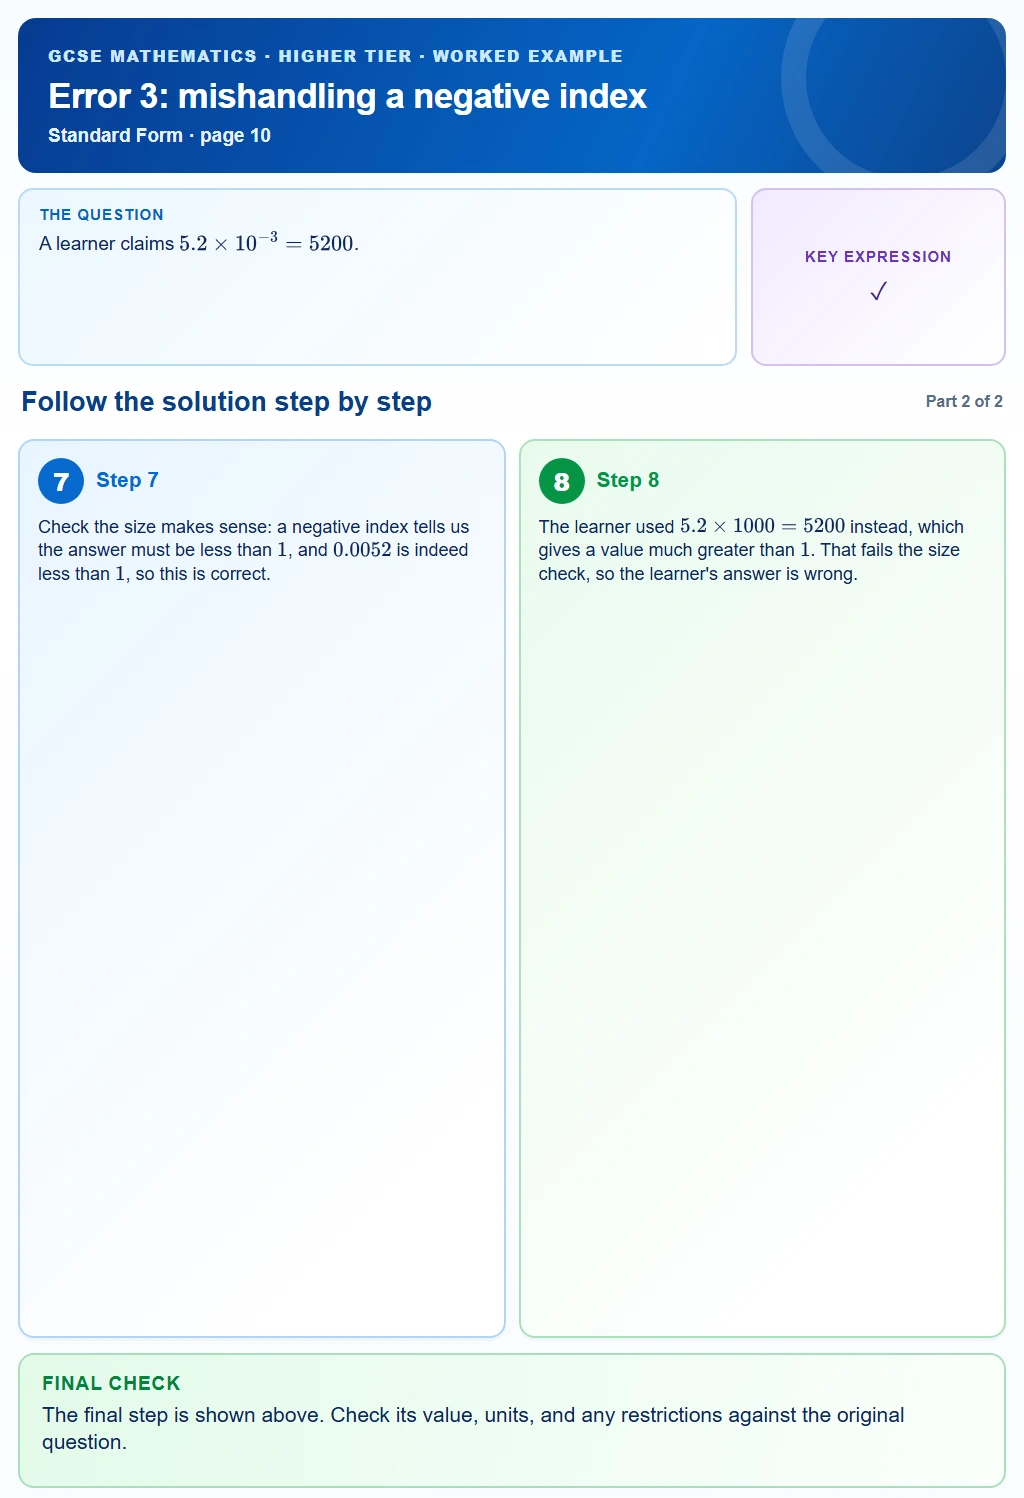 GCSE MATHEMATICS · HIGHER TIER · WORKED EXAMPLE
Error 3: mishandling a negative index
Standard Form · page 10
THE QUESTION
A learner claims 5.2 × 10⁻³ = 5200.
KEY EXPRESSION
✓
Follow the solution step by step
Part 2 of 2
7 Step 7
Check the size makes sense: a negative index tells us
the answer must be less than 1, and 0.0052 is indeed
less than 1, so this is correct.
8 Step 8
The learner used 5.2 × 1000 = 5200 instead, which
gives a value much greater than 1. That fails the size
check, so the learner's answer is wrong.
FINAL CHECK
The final step is shown above. Check its value, units, and any restrictions against the original
question.